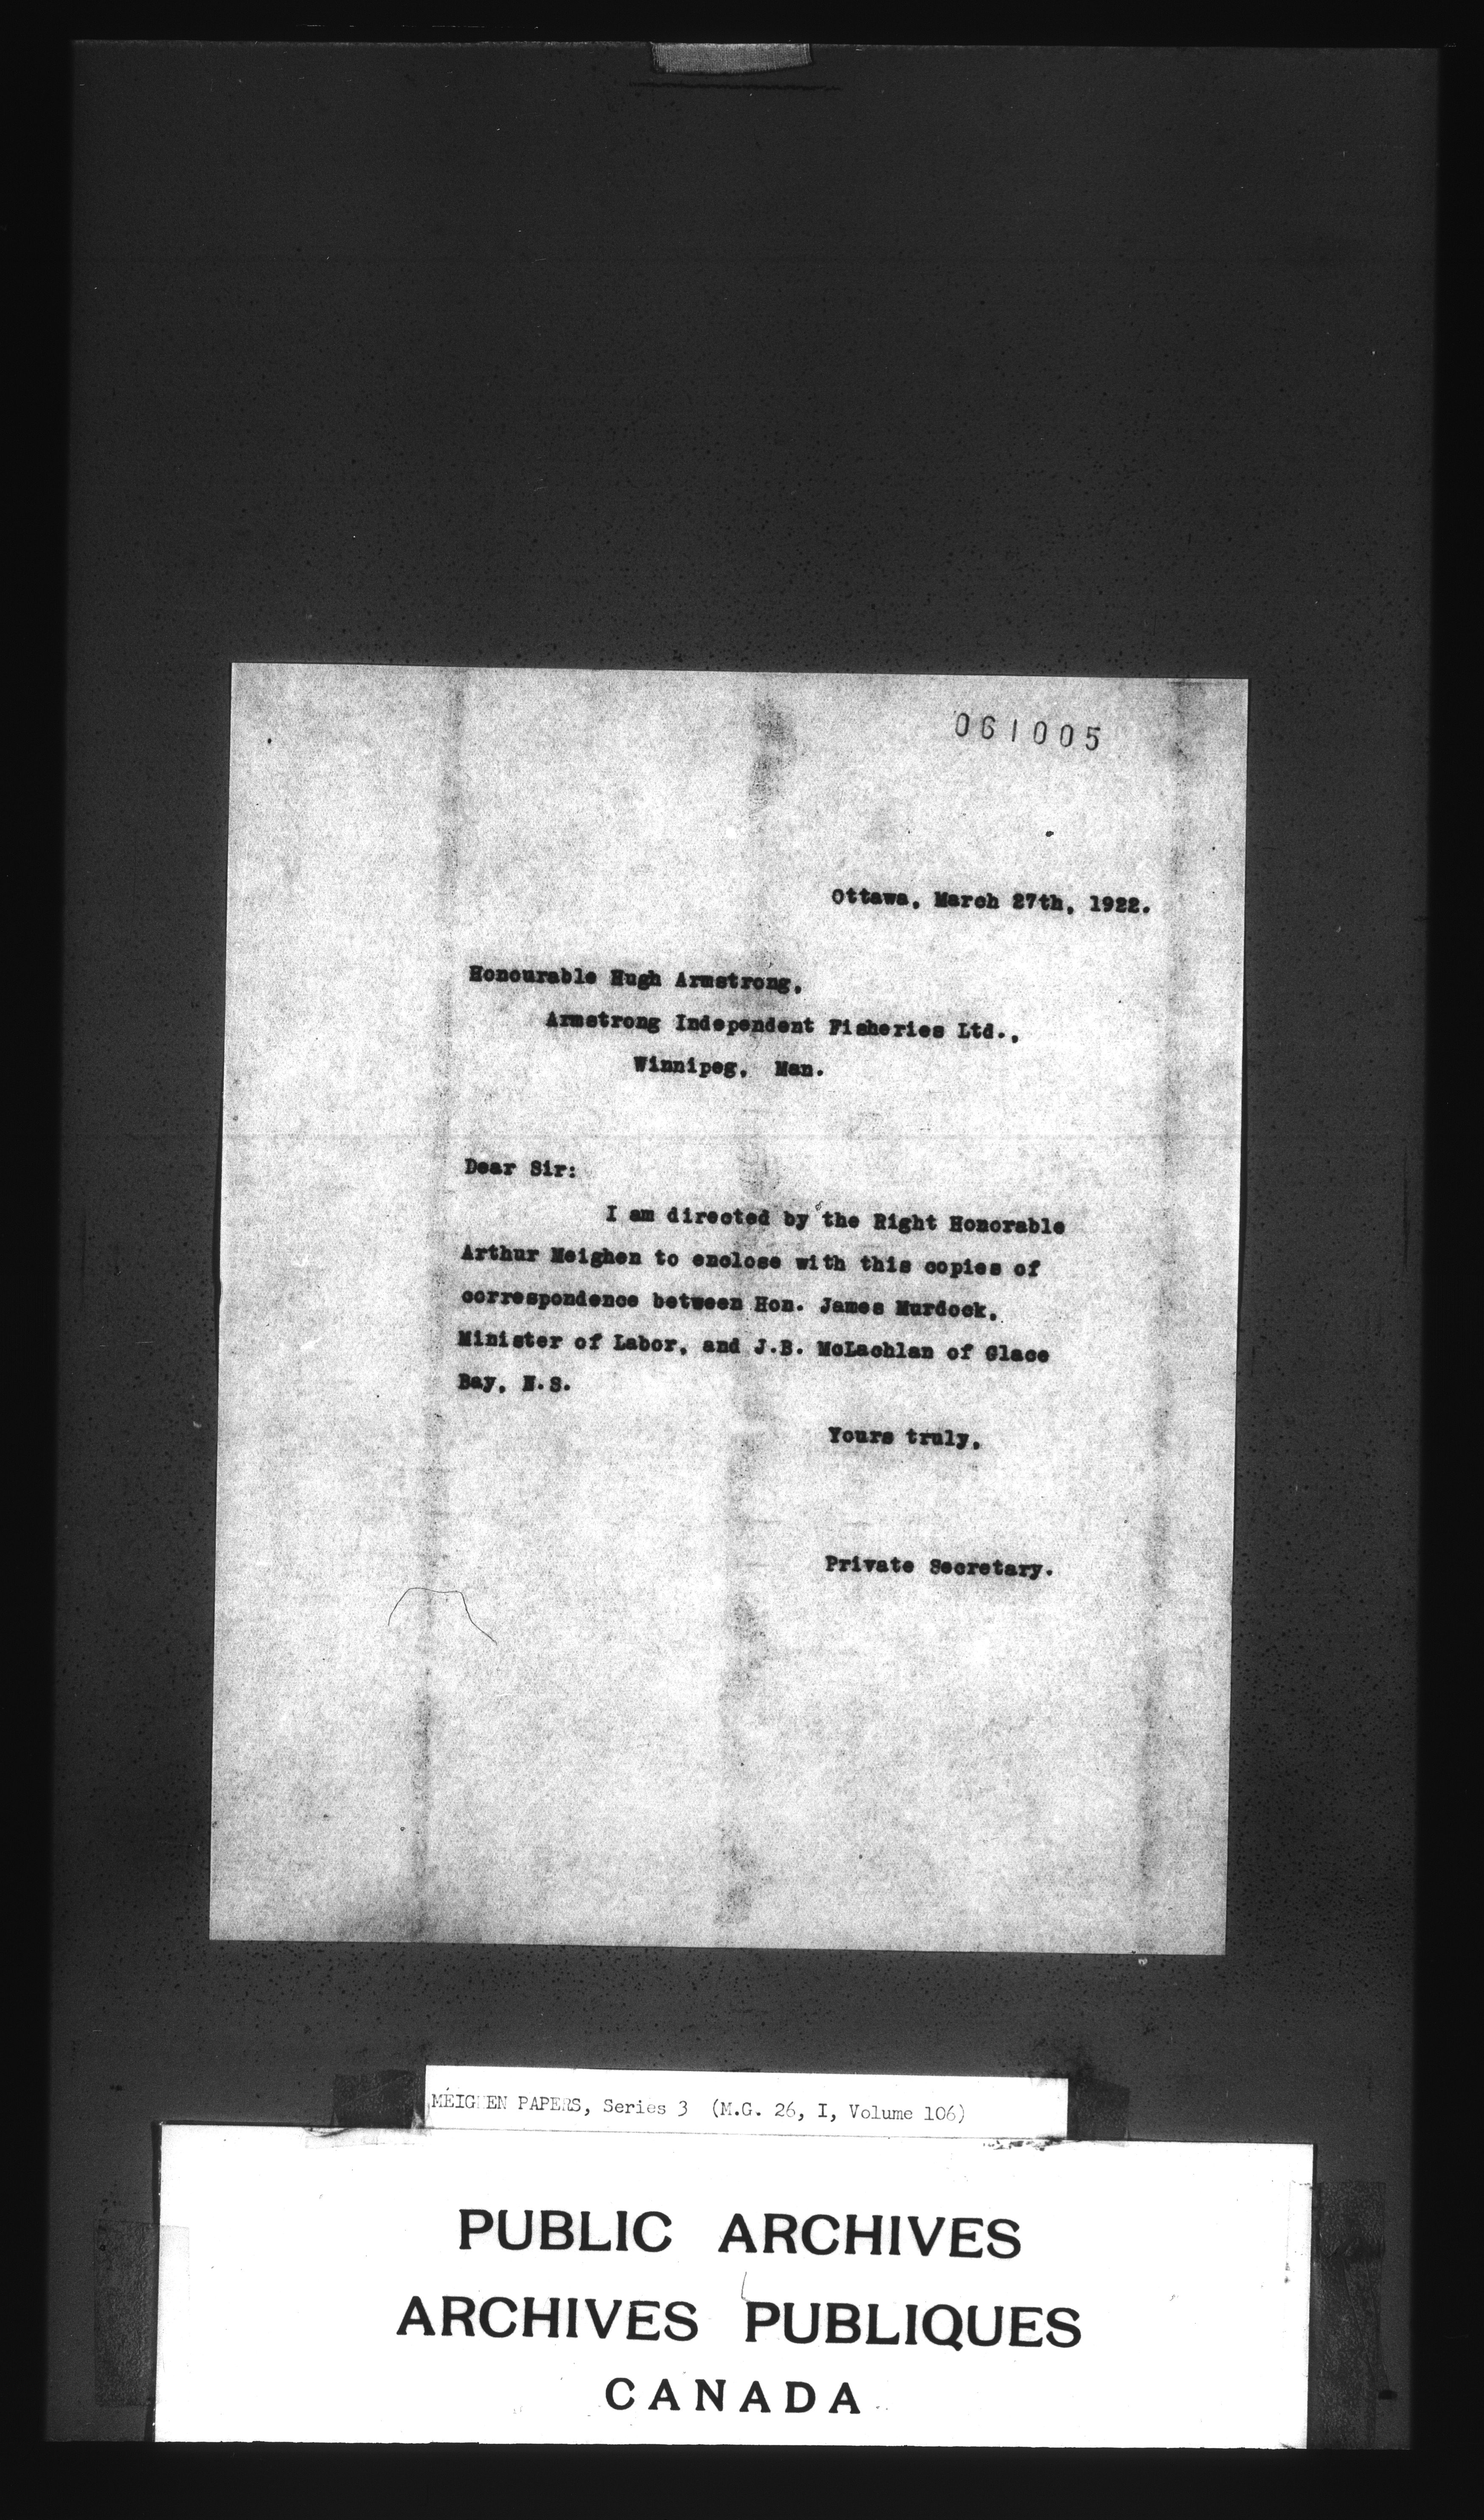 061005
Ottawa, March 27th, 1922.
Honourable Hugh Armstrong,
Armstrong Independent Fisheries Ltd.,
Winnipeg, Man.
Dear Sir:
I am directed by the Right Honorable
Arthur Meighen to enclose with this copies of
correspondence between Hon. James Murdock,
Minister of Labor, and J.B. McLachlan of Glace
Bay, N.S.
Yours truly,
Private Secretary.
MEIGHEN PAPERS, Series 3 (M.G. 26, I, Volume 106)
PUBLIC ARCHIVES
ARCHIVES PUBLIQUES
CANADA